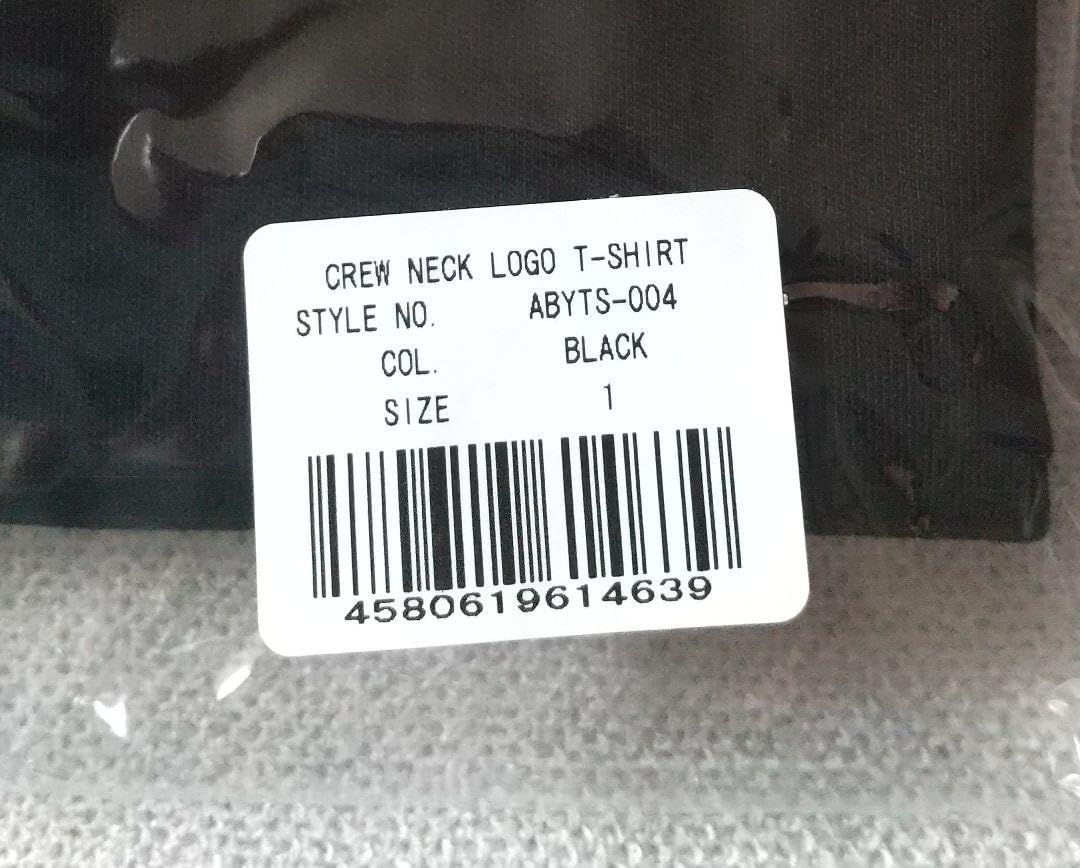 CREW NECK LOGO T-SHIRT
STYLE NO. ABYTS-004
COL. BLACK
SIZE 1
4580619614639